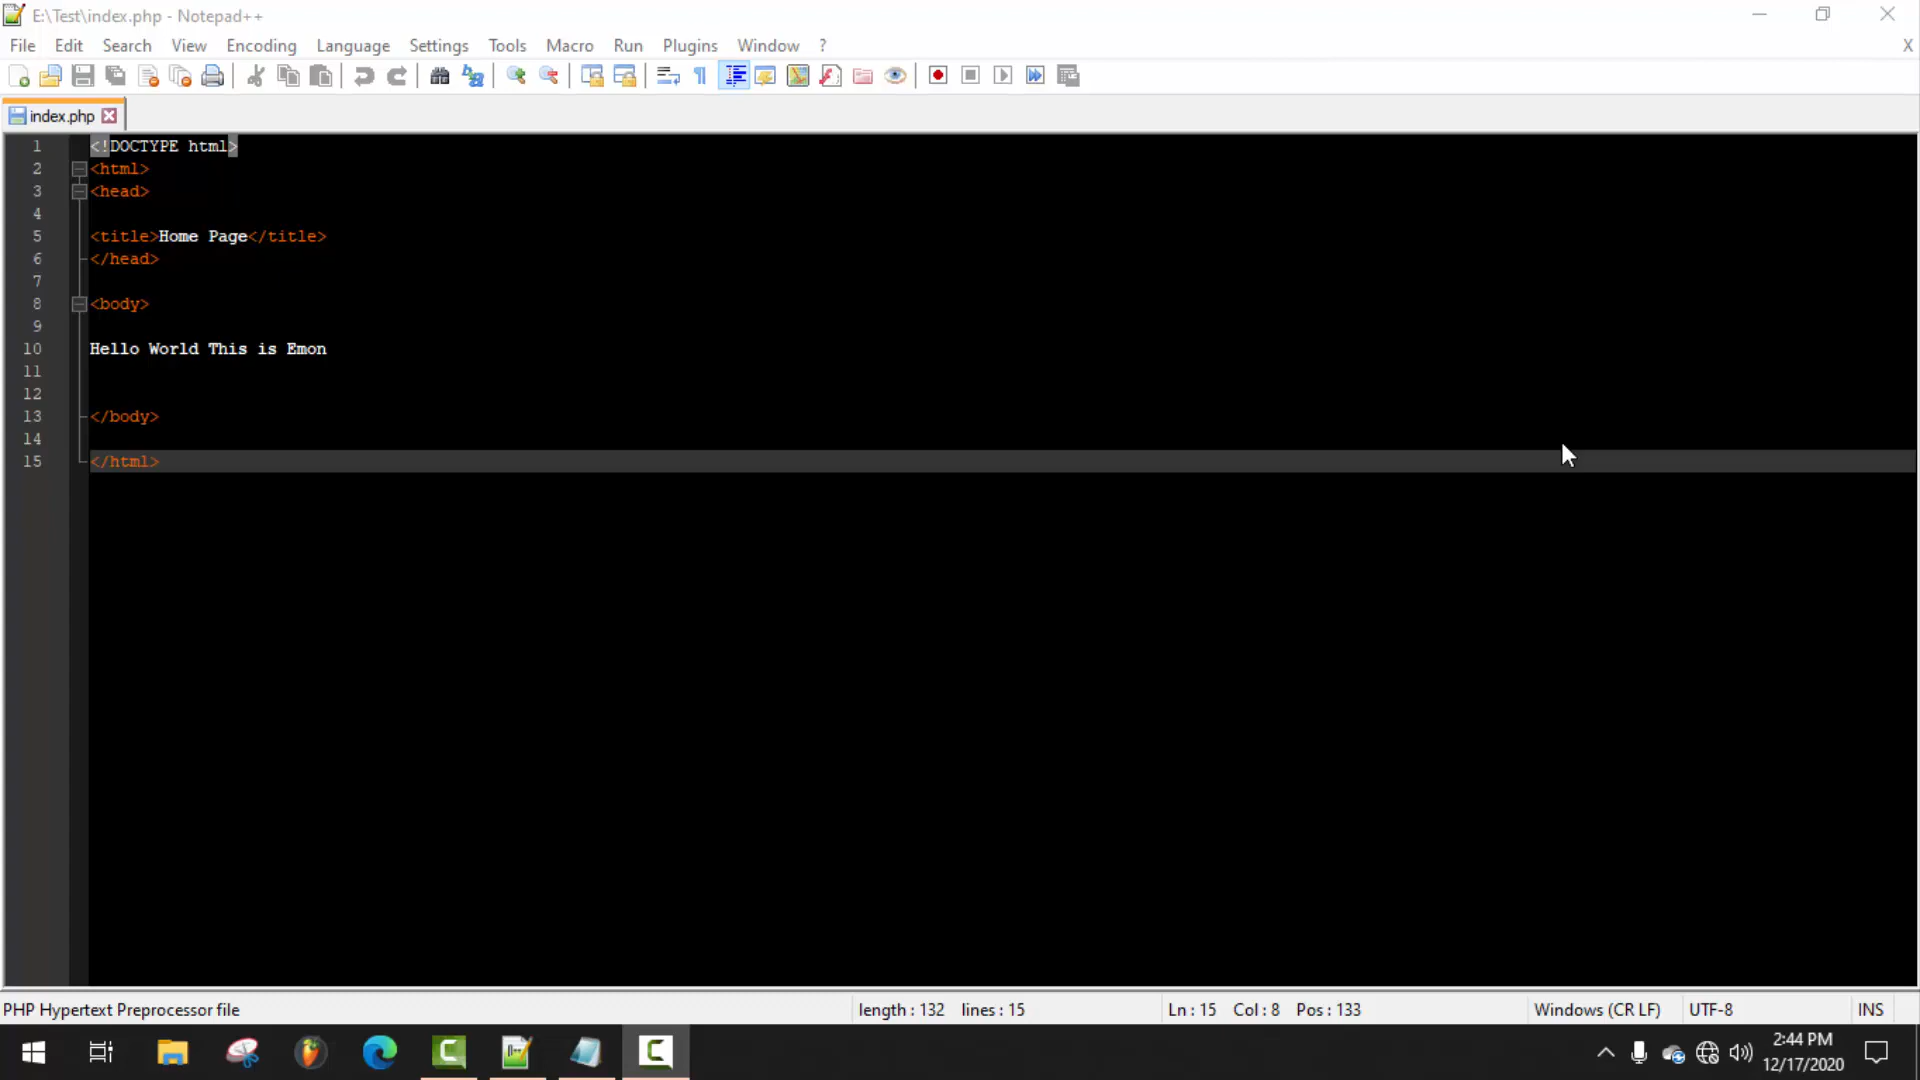 E:\Test\index.php - Notepad++
File Edit Search View Encoding Language Settings Tools Macro Run Plugins Window ? X
index.php
1 <!DOCTYPE html>
2 <html>
3 <head>
4
5 <title>Home Page</title>
6 </head>
7
8 <body>
9
10 Hello World This is Emon
11
12
13 </body>
14
15 </html>
PHP Hypertext Preprocessor file length : 132 lines : 15 Ln : 15 Col : 8 Pos : 133 Windows (CR LF) UTF-8 INS
2:44 PM
12/17/2020